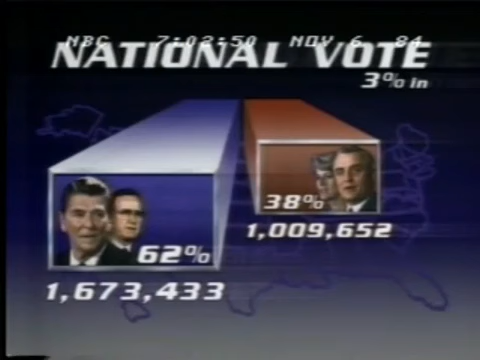 NBC 7:02:50 NOV 6 84
NATIONAL VOTE
3% in
38%
1,009,652
62%
1,673,433